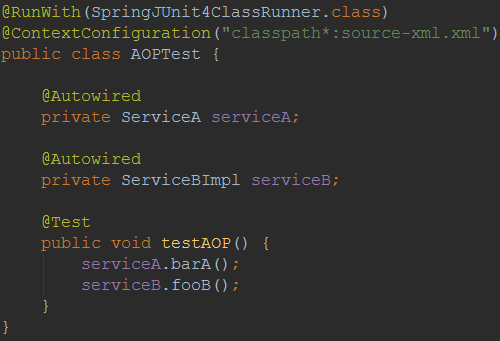 @RunWith(SpringJUnit4ClassRunner.class)
@ContextConfiguration("classpath*:source-xml.xml")
public class AOPTest {
@Autowired
private ServiceA serviceA;
@Autowired
private ServiceBImpl serviceB;
@Test
public void testAOP() {
serviceA.barA();
serviceB.fooB();
}
}